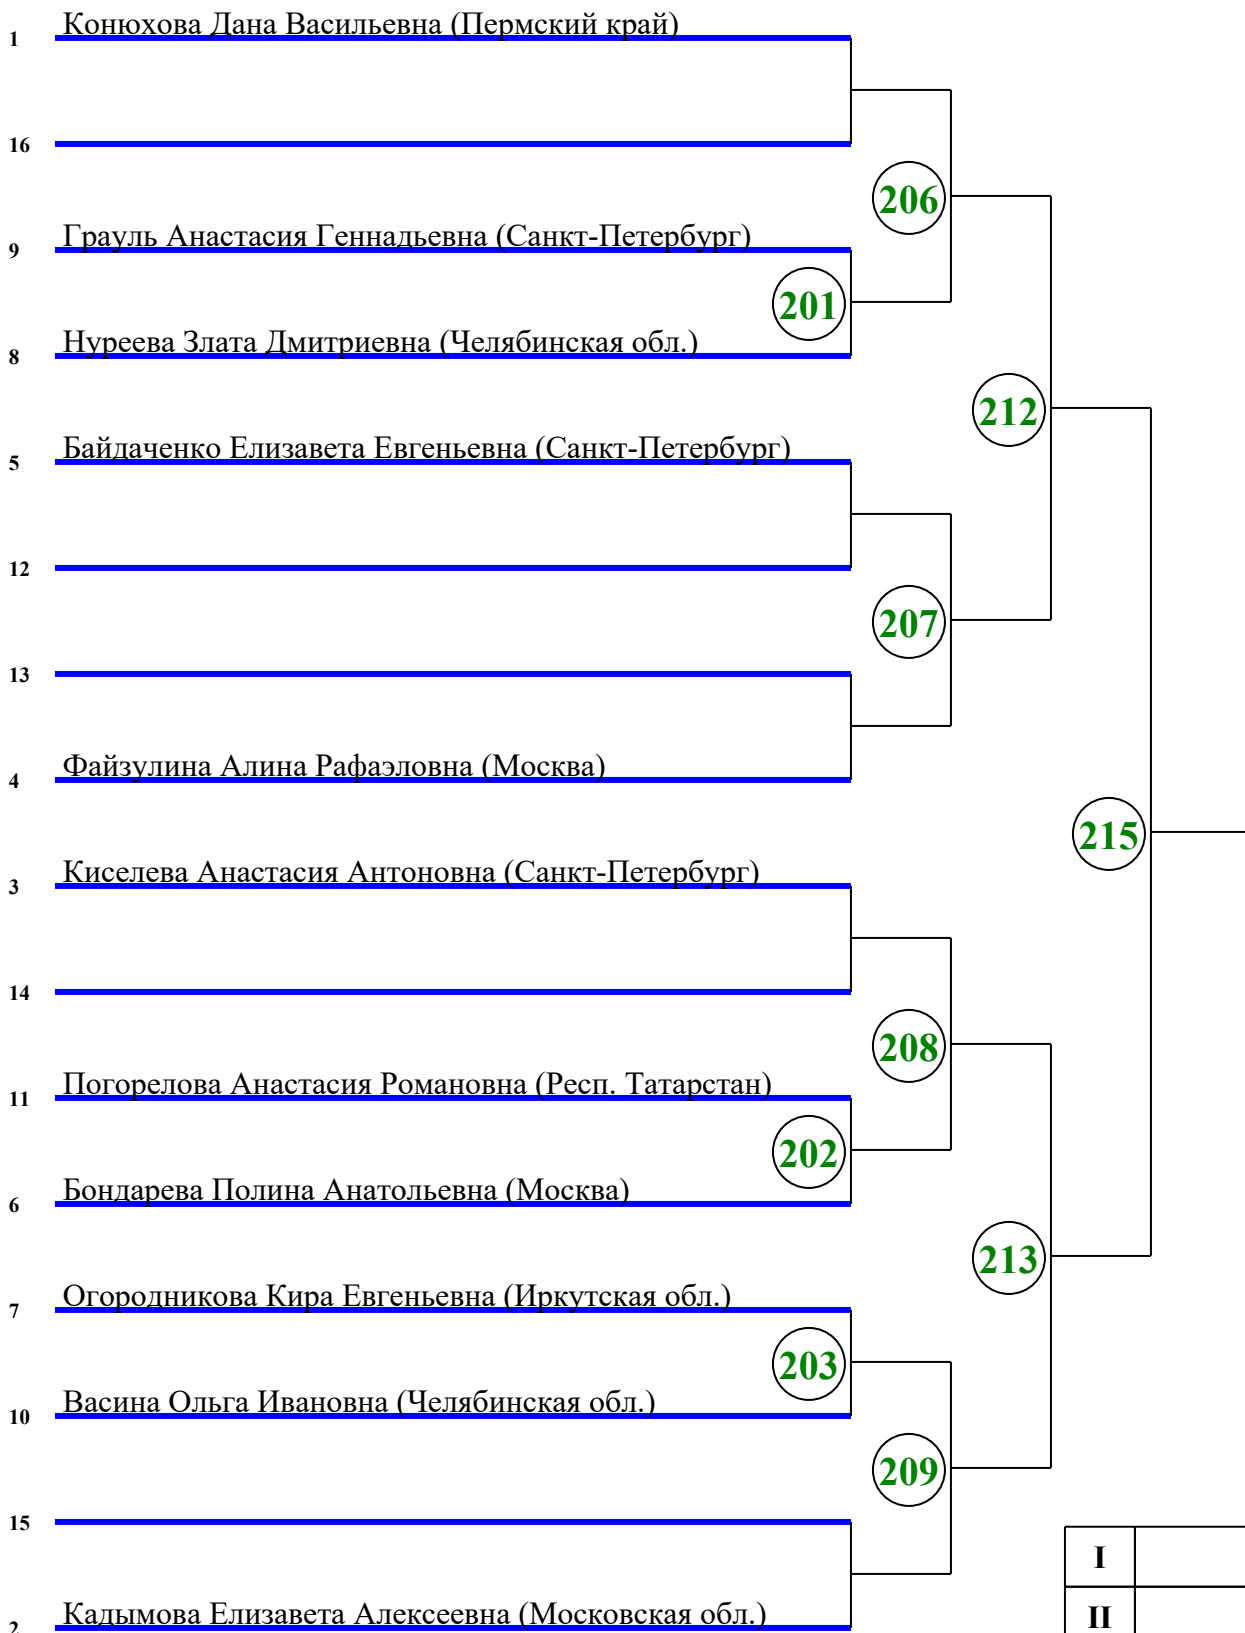 1 Конюхова Дана Васильевна (Пермский край)
16
206
9 Грауль Анастасия Геннадьевна (Санкт-Петербург)
201
8 Нуреева Злата Дмитриевна (Челябинская обл.)
212
5 Байдаченко Елизавета Евгеньевна (Санкт-Петербург)
12
207
13
4 Файзулина Алина Рафаэловна (Москва)
215
3 Киселева Анастасия Антоновна (Санкт-Петербург)
14
208
11 Погорелова Анастасия Романовна (Респ. Татарстан)
202
6 Бондарева Полина Анатольевна (Москва)
213
7 Огородникова Кира Евгеньевна (Иркутская обл.)
203
10 Васина Ольга Ивановна (Челябинская обл.)
209
15
I
2 Кадымова Елизавета Алексеевна (Московская обл.)
II